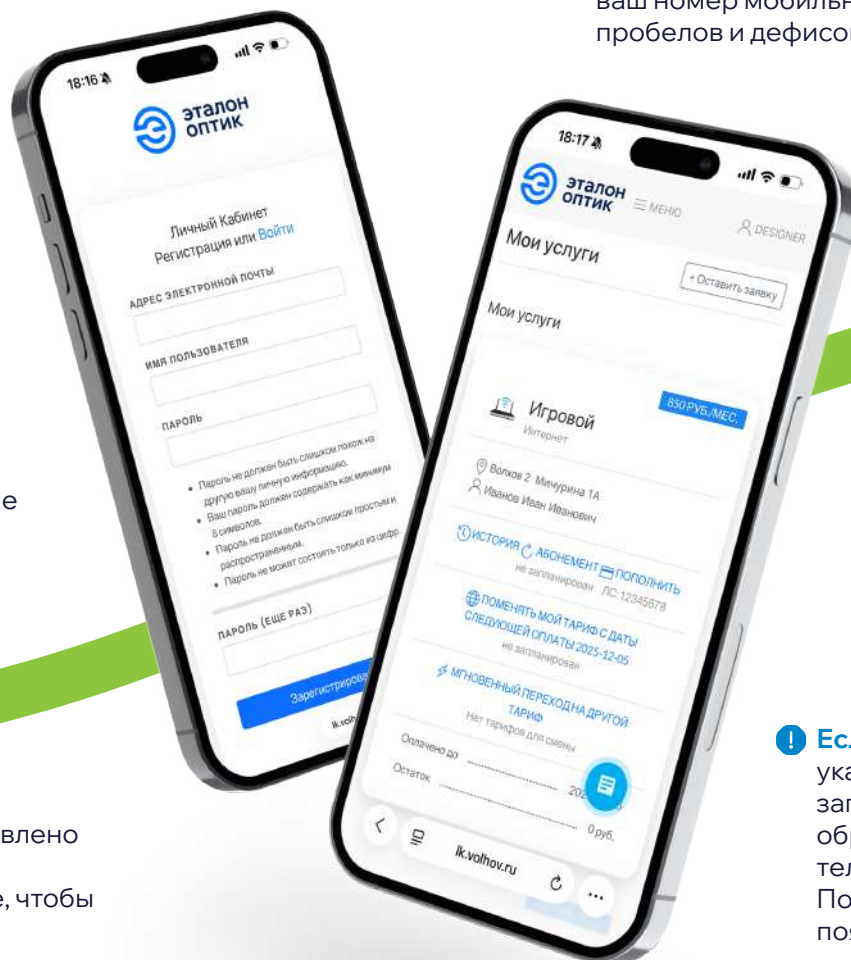 ваш номер мобильн
пробелов и дефисо
18:16
эталон
оптик
Личный Кабинет
Регистрация или Войти
АДРЕС ЭЛЕКТРОННОЙ ПОЧТЫ
ИМЯ ПОЛЬЗОВАТЕЛЯ
ПАРОЛЬ
• Пароль не должен быть слишком похож на
другую вашу личную информацию.
• Ваш пароль должен содержать как минимум
8 символов.
• Пароль не должен быть слишком простым и
распространенным.
• Пароль не может состоять только из цифр.
ПАРОЛЬ (ЕЩЕ РАЗ)
Зарегистрирова
lk.volh
18:17
эталон
оптик
МЕНЮ
DESIGNER
Мои услуги
+ Оставить заявку
Мои услуги
850 РУБ./МЕС.
Игровой
Интернет
Волхов 2 Мичурина 1А
Иванов Иван Иванович
ИСТОРИЯ АБОНЕМЕНТ ПОПОЛНИТЬ
не запланирован ЛС: 12345678
ПОМЕНЯТЬ МОЙ ТАРИФ С ДАТЫ
СЛЕДУЮЩЕЙ ОПЛАТЫ 2025-12-05
не запланирован
МГНОВЕННЫЙ ПЕРЕХОД НА ДРУГОЙ
ТАРИФ
Нет тарифов для смены
Оплачено до 202
Остаток 0 руб.
lk.volhov.ru
е
влено
е, чтобы
Есл
ука
заг
обр
тел
По
поя